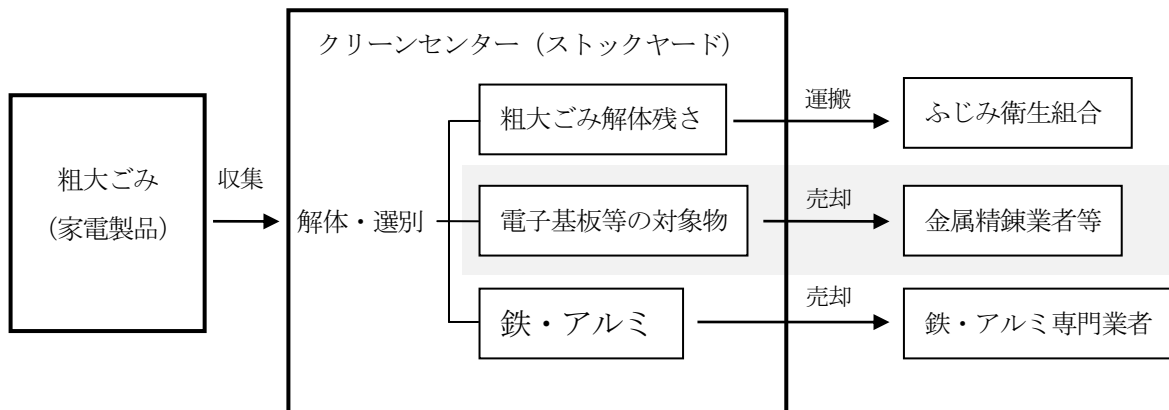 クリーンセンター（ストックヤード）
粗大ごみ
（家電製品）
収集
解体・選別
粗大ごみ解体残さ
運搬
ふじみ衛生組合
電子基板等の対象物
売却
金属精錬業者等
鉄・アルミ
売却
鉄・アルミ専門業者